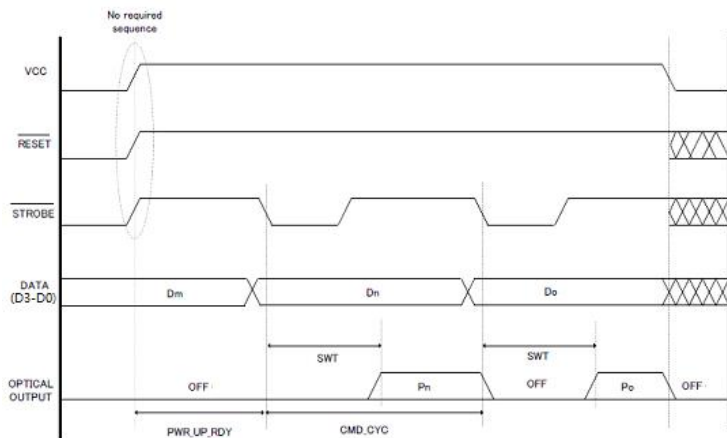 No required
sequence
VCC
RESET
STROBE
DATA
(D3-D0)
Dm
Dn
Do
SWT
SWT
OPTICAL
OUTPUT
OFF
Pn
OFF
Po
OFF
PWR_UP_RDY
CMD_CYC